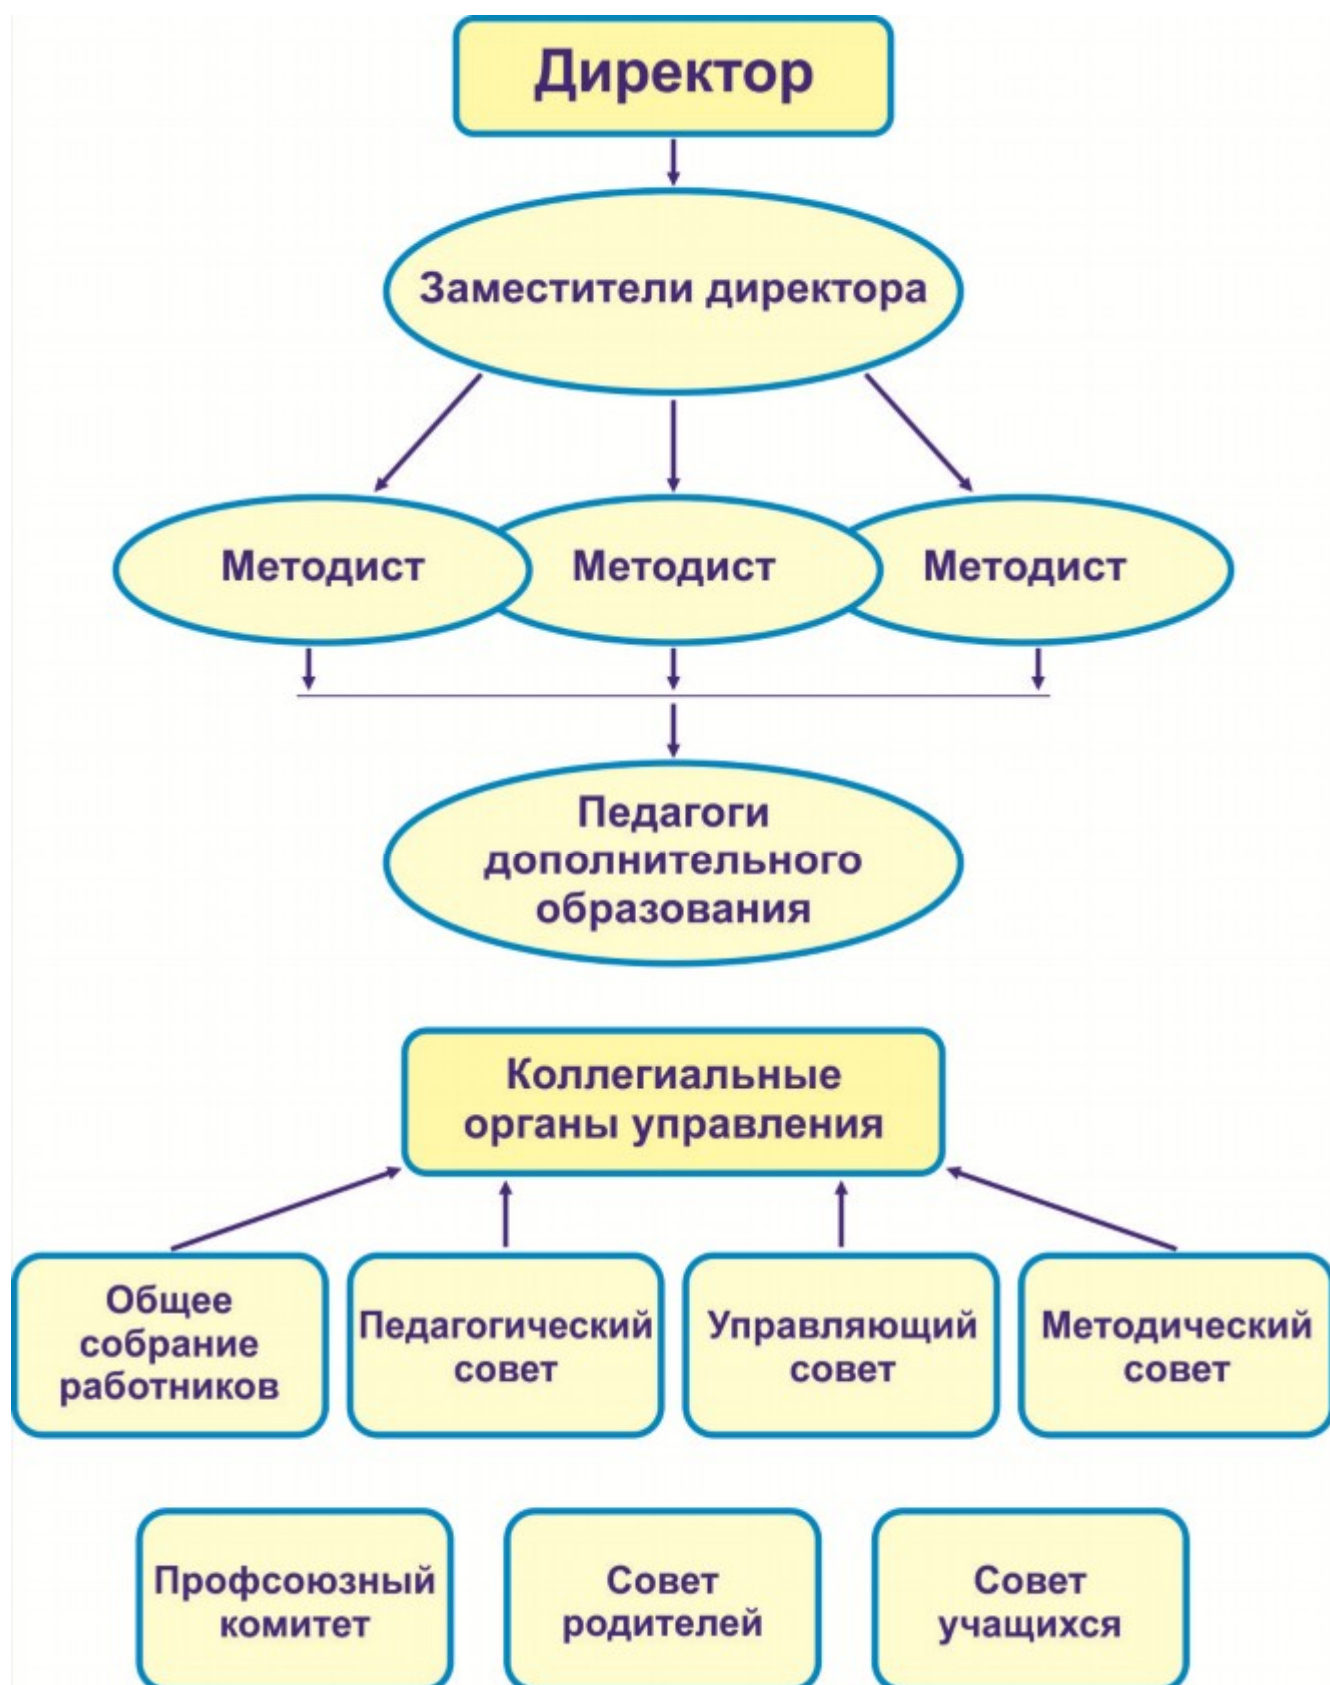 Директор
Заместители директора
Методист
Методист
Методист
Педагоги
дополнительного
образования
Коллегиальные
органы управления
Общее
собрание
работников
Педагогический
совет
Управляющий
совет
Методический
совет
Профсоюзный
комитет
Совет
родителей
Совет
учащихся